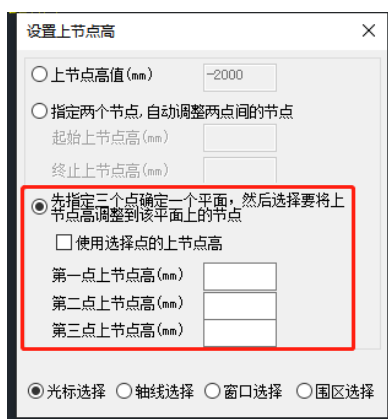 设置上节点高
上节点高值(mm) -2000
指定两个节点,自动调整两点间的节点
起始上节点高(mm)
终止上节点高(mm)
先指定三个点确定一个平面，然后选择要将上
节点高调整到该平面上的节点
使用选择点的上节点高
第一点上节点高(mm)
第二点上节点高(mm)
第三点上节点高(mm)
光标选择 轴线选择 窗口选择 围区选择